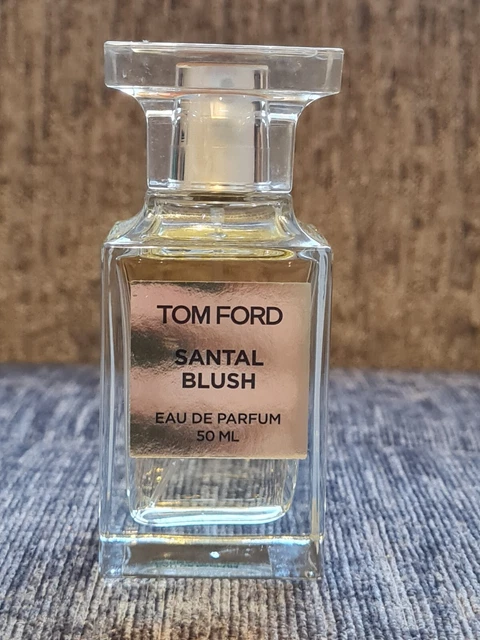 TOM FORD
SANTAL
BLUSH
EAU DE PARFUM
50 ML